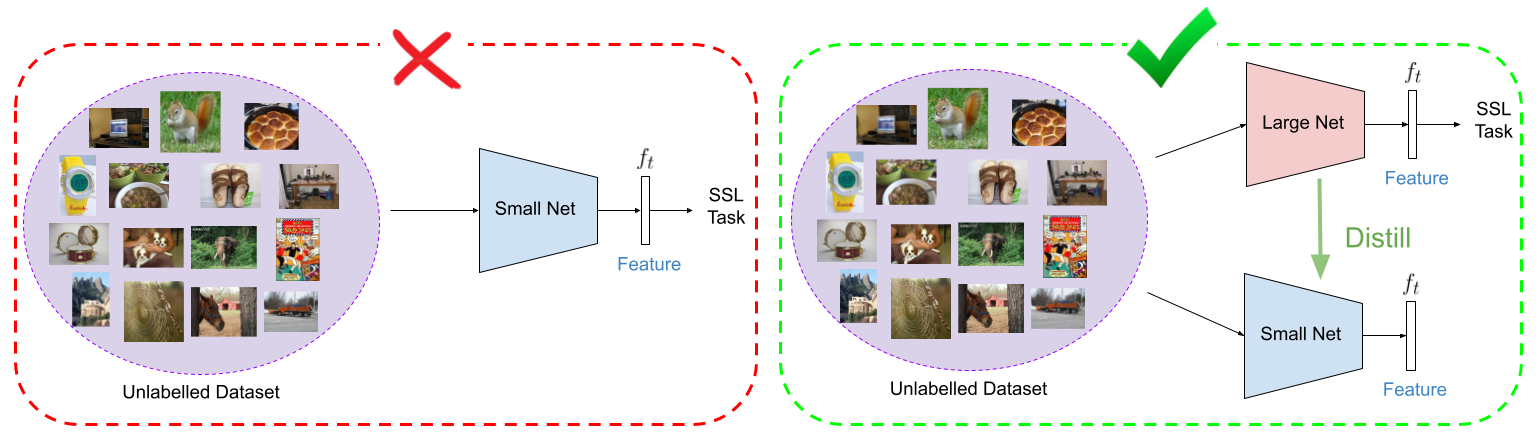 Small Net
f_t
Feature
SSL
Task
Unlabelled Dataset
Large Net
f_t
Feature
SSL
Task
Distill
Small Net
f_t
Feature
Unlabelled Dataset